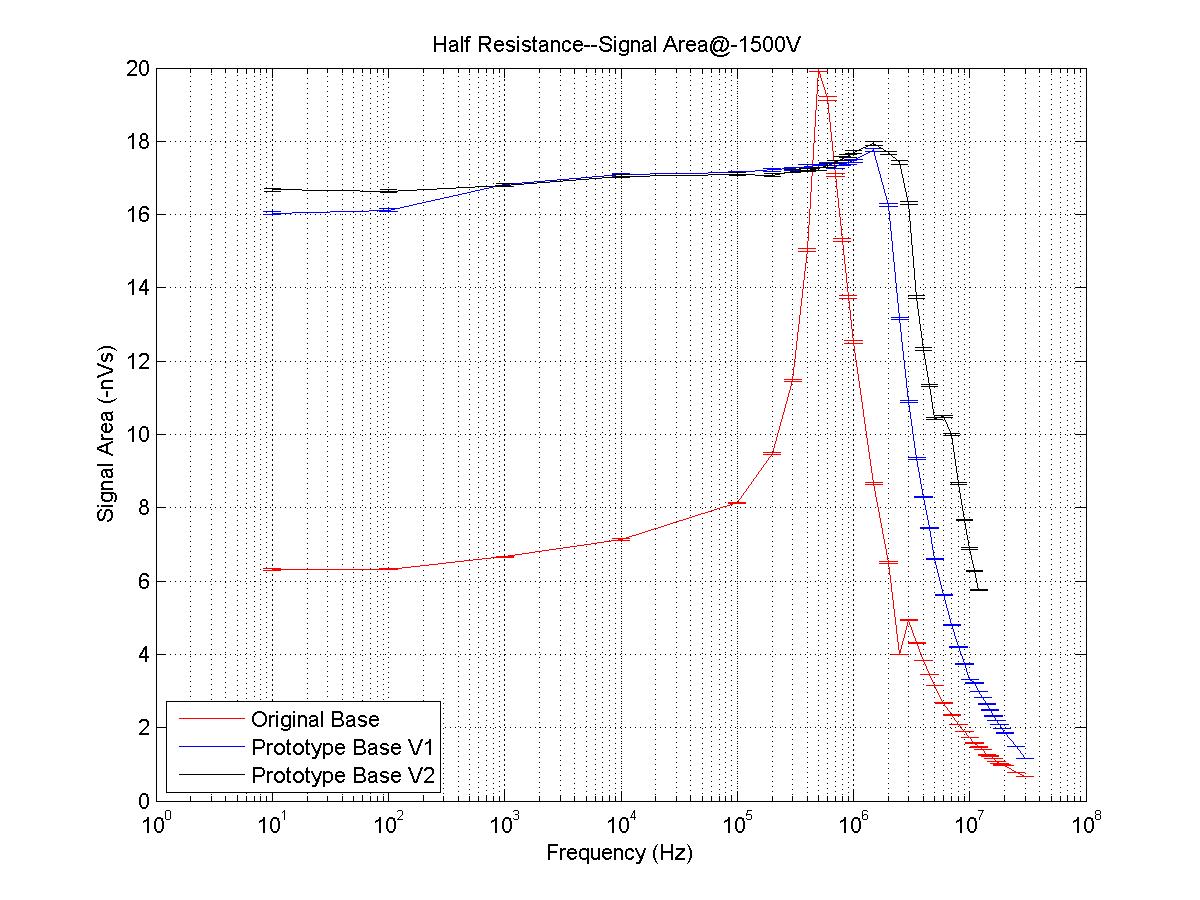 Half Resistance--Signal Area@-1500V
20
18
16
14
12
10
8
6
4
2
0
Signal Area (-nVs)
Original Base
Prototype Base V1
Prototype Base V2
10^0 10^1 10^2 10^3 10^4 10^5 10^6 10^7 10^8
Frequency (Hz)